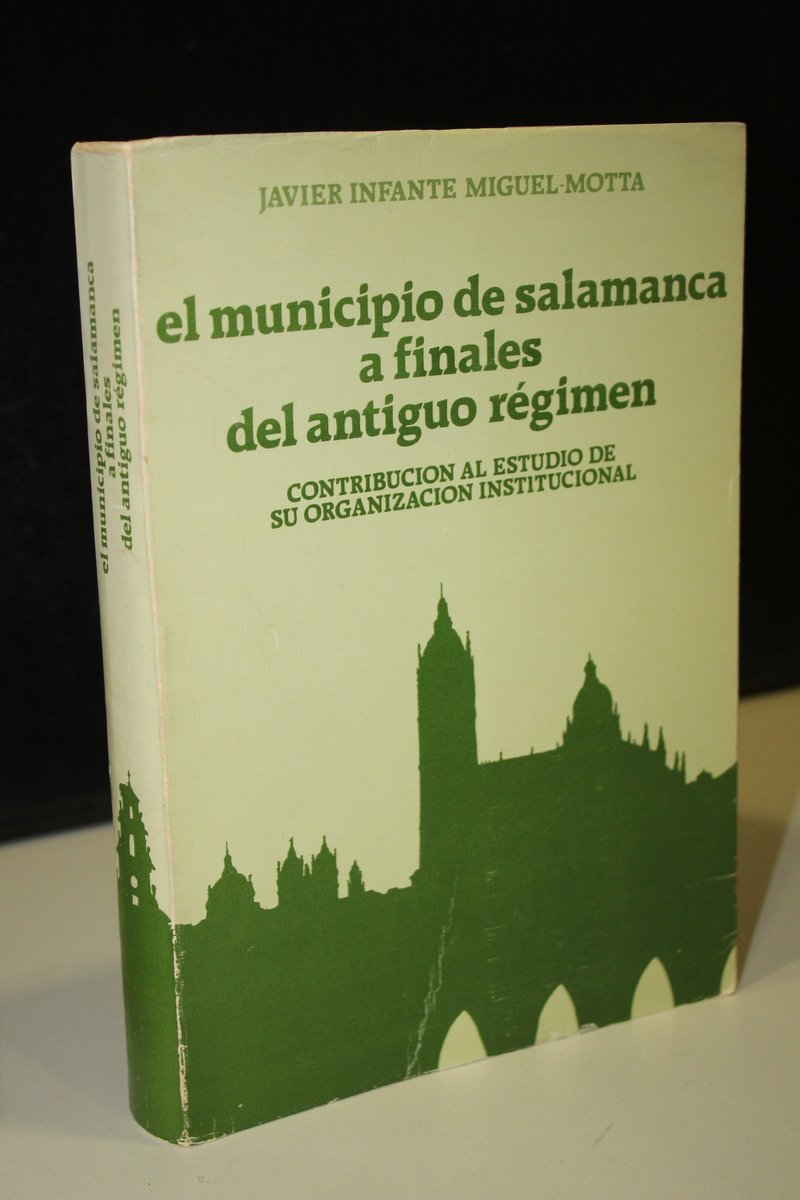 JAVIER INFANTE MIGUEL-MOTTA
el municipio de salamanca
a finales
del antiguo régimen
CONTRIBUCION AL ESTUDIO DE
SU ORGANIZACION INSTITUCIONAL
el municipio de salamanca
a finales
del antiguo régimen